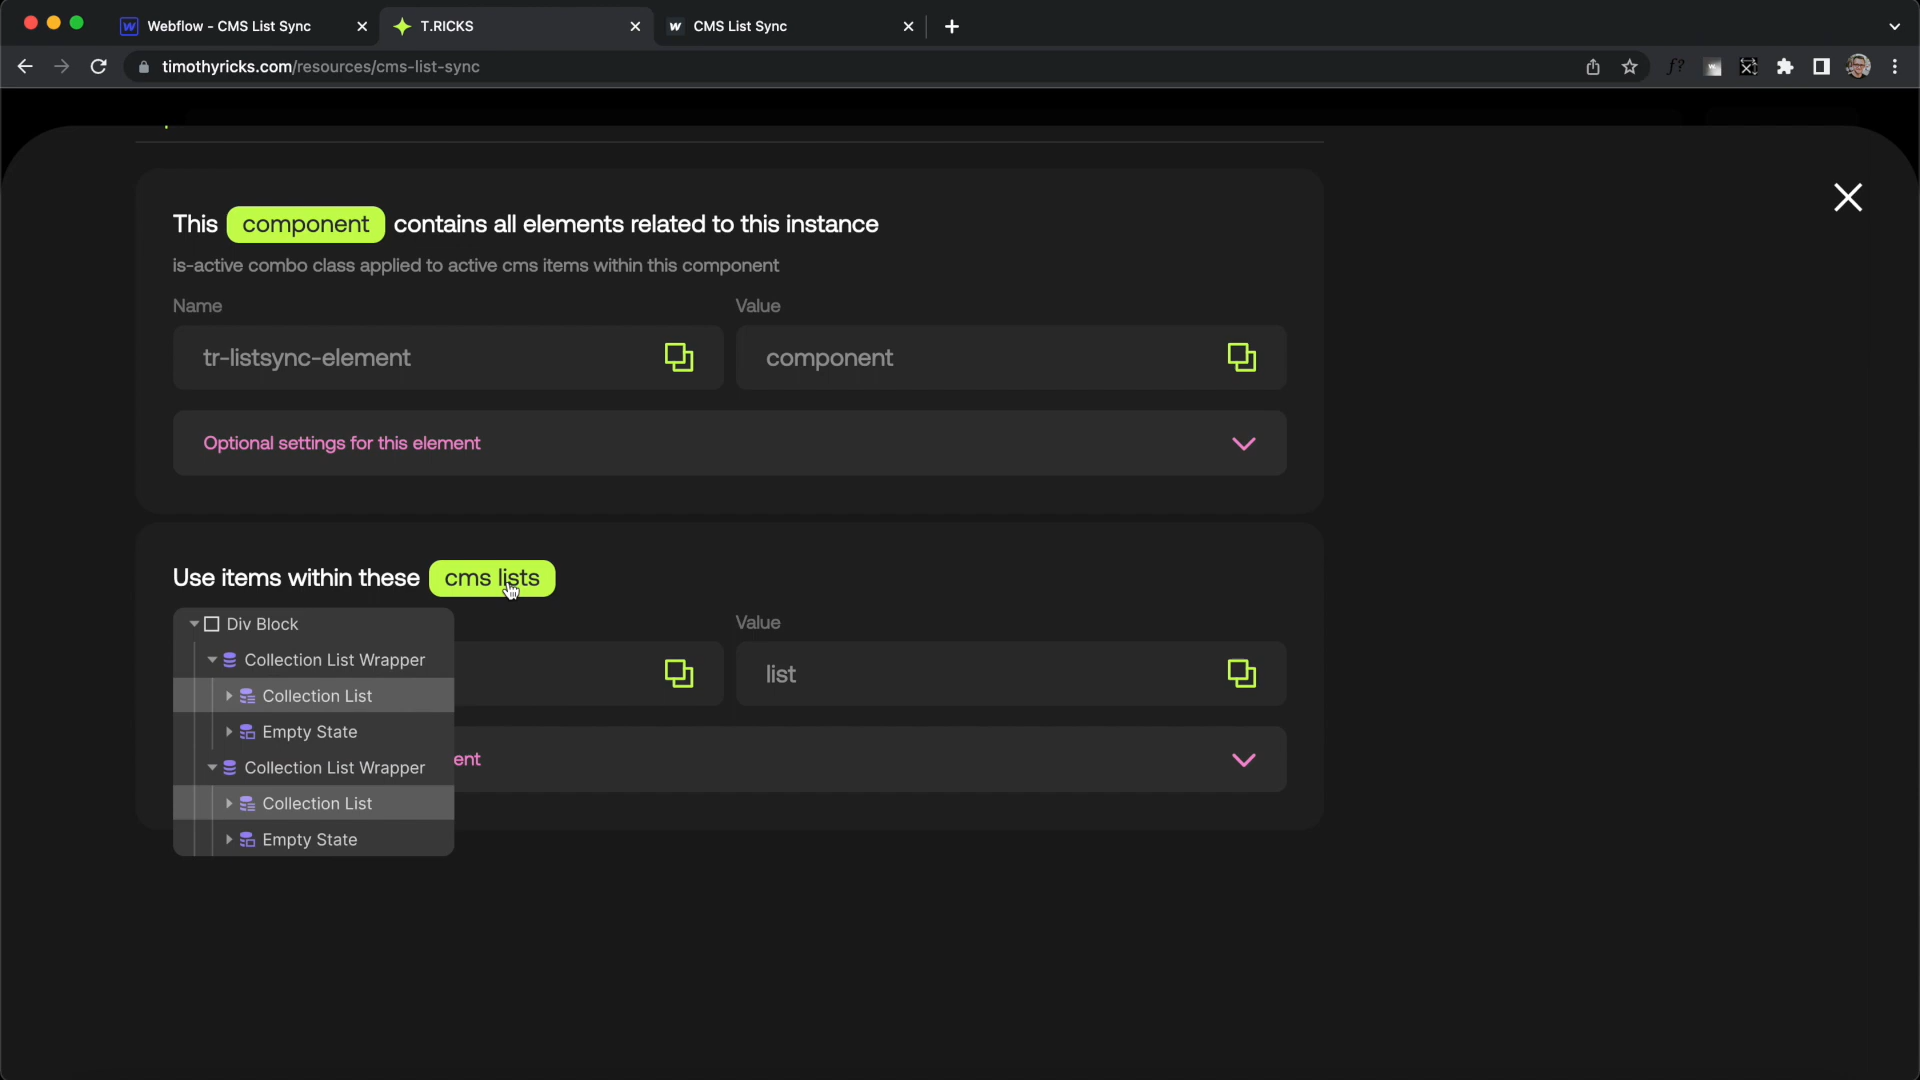 Webflow - CMS List Sync
T.RICKS
CMS List Sync
timothyricks.com/resources/cms-list-sync
f?
This component contains all elements related to this instance
is-active combo class applied to active cms items within this component
Name
Value
tr-listsync-element
component
Optional settings for this element
Use items within these cms lists
Value
list
ent
Div Block
Collection List Wrapper
Collection List
Empty State
Collection List Wrapper
Collection List
Empty State